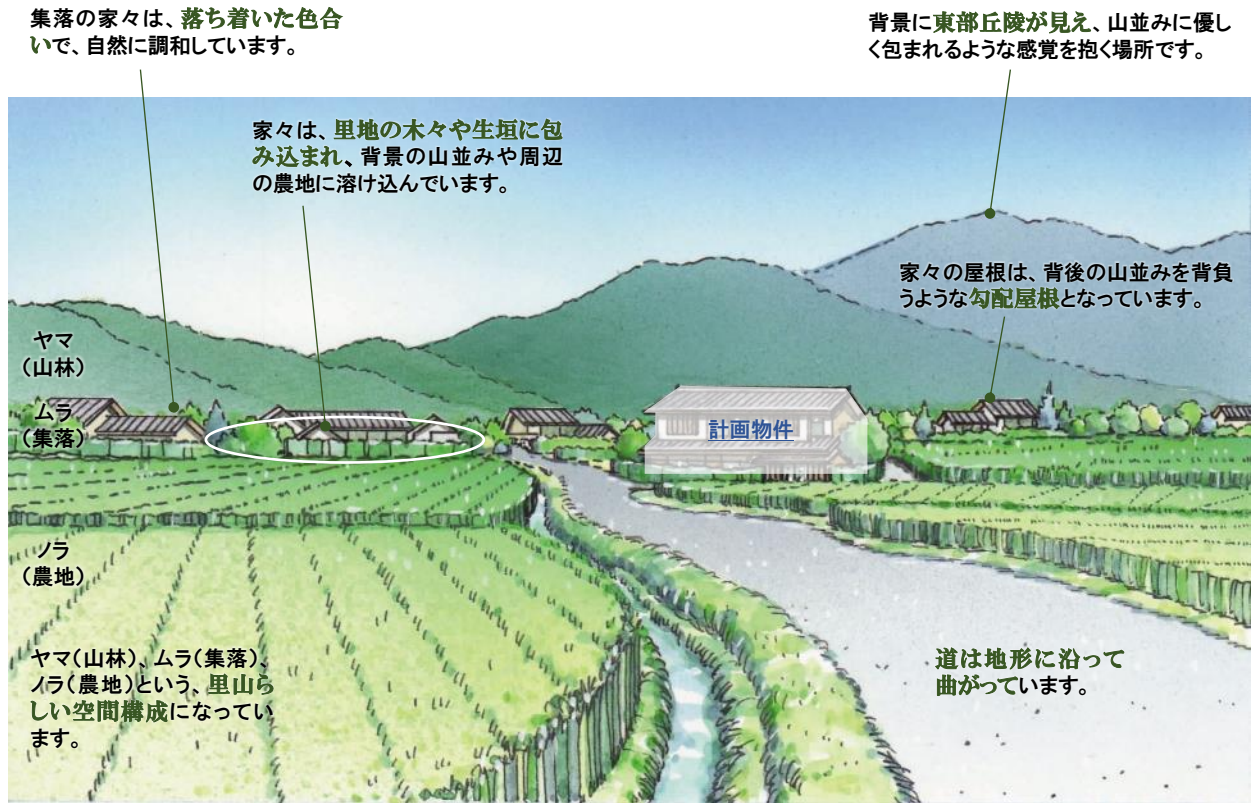 集落の家々は、落ち着いた色合
いで、自然に調和しています。
背景に東部丘陵が見え、山並みに優し
く包まれるような感覚を抱く場所です。
家々は、里地の木々や生垣に包
み込まれ、背景の山並みや周辺
の農地に溶け込んでいます。
家々の屋根は、背後の山並みを背負
うような勾配屋根となっています。
ヤマ
（山林）
ムラ
（集落）
計画物件
ノラ
（農地）
ヤマ（山林）、ムラ（集落）、
ノラ（農地）という、里山ら
しい空間構成になってい
ます。
道は地形に沿って
曲がっています。